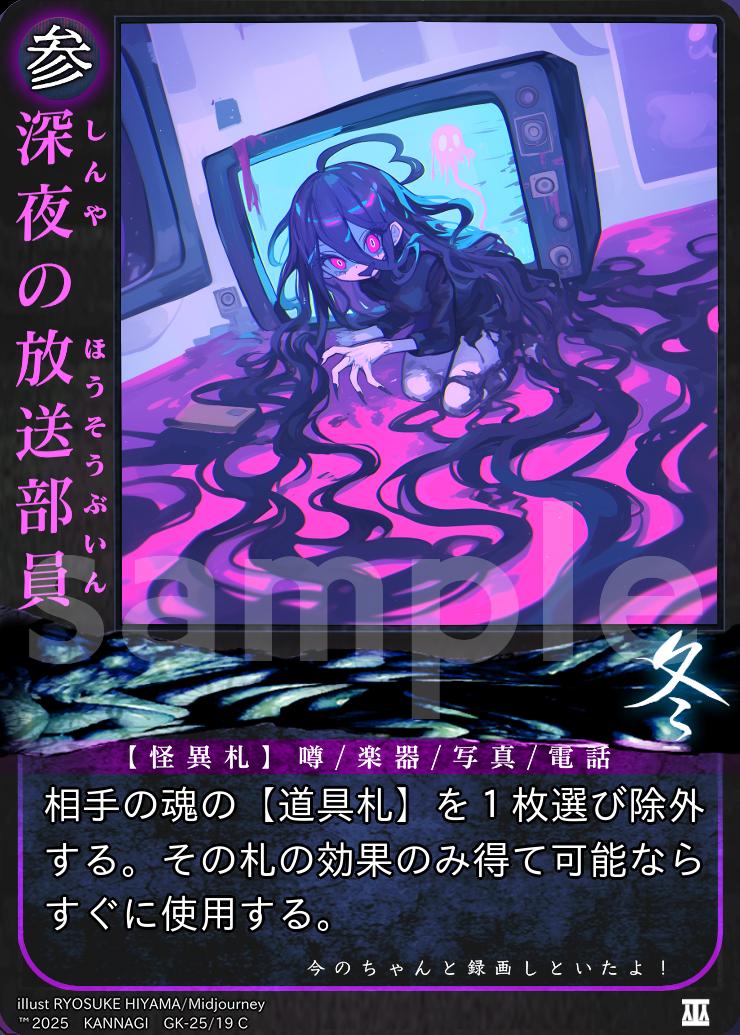 参
深夜の放送部員
しんや ほうそうぶいん
sample
冬
【怪異札】 噂/楽器/写真/電話
相手の魂の【道具札】を１枚選び除外
する。その札の効果のみ得て可能なら
すぐに使用する。
今のちゃんと録画しといたよ！
illust RYOSUKE HIYAMA/Midjourney
™2025 KANNAGI GK-25/19 C